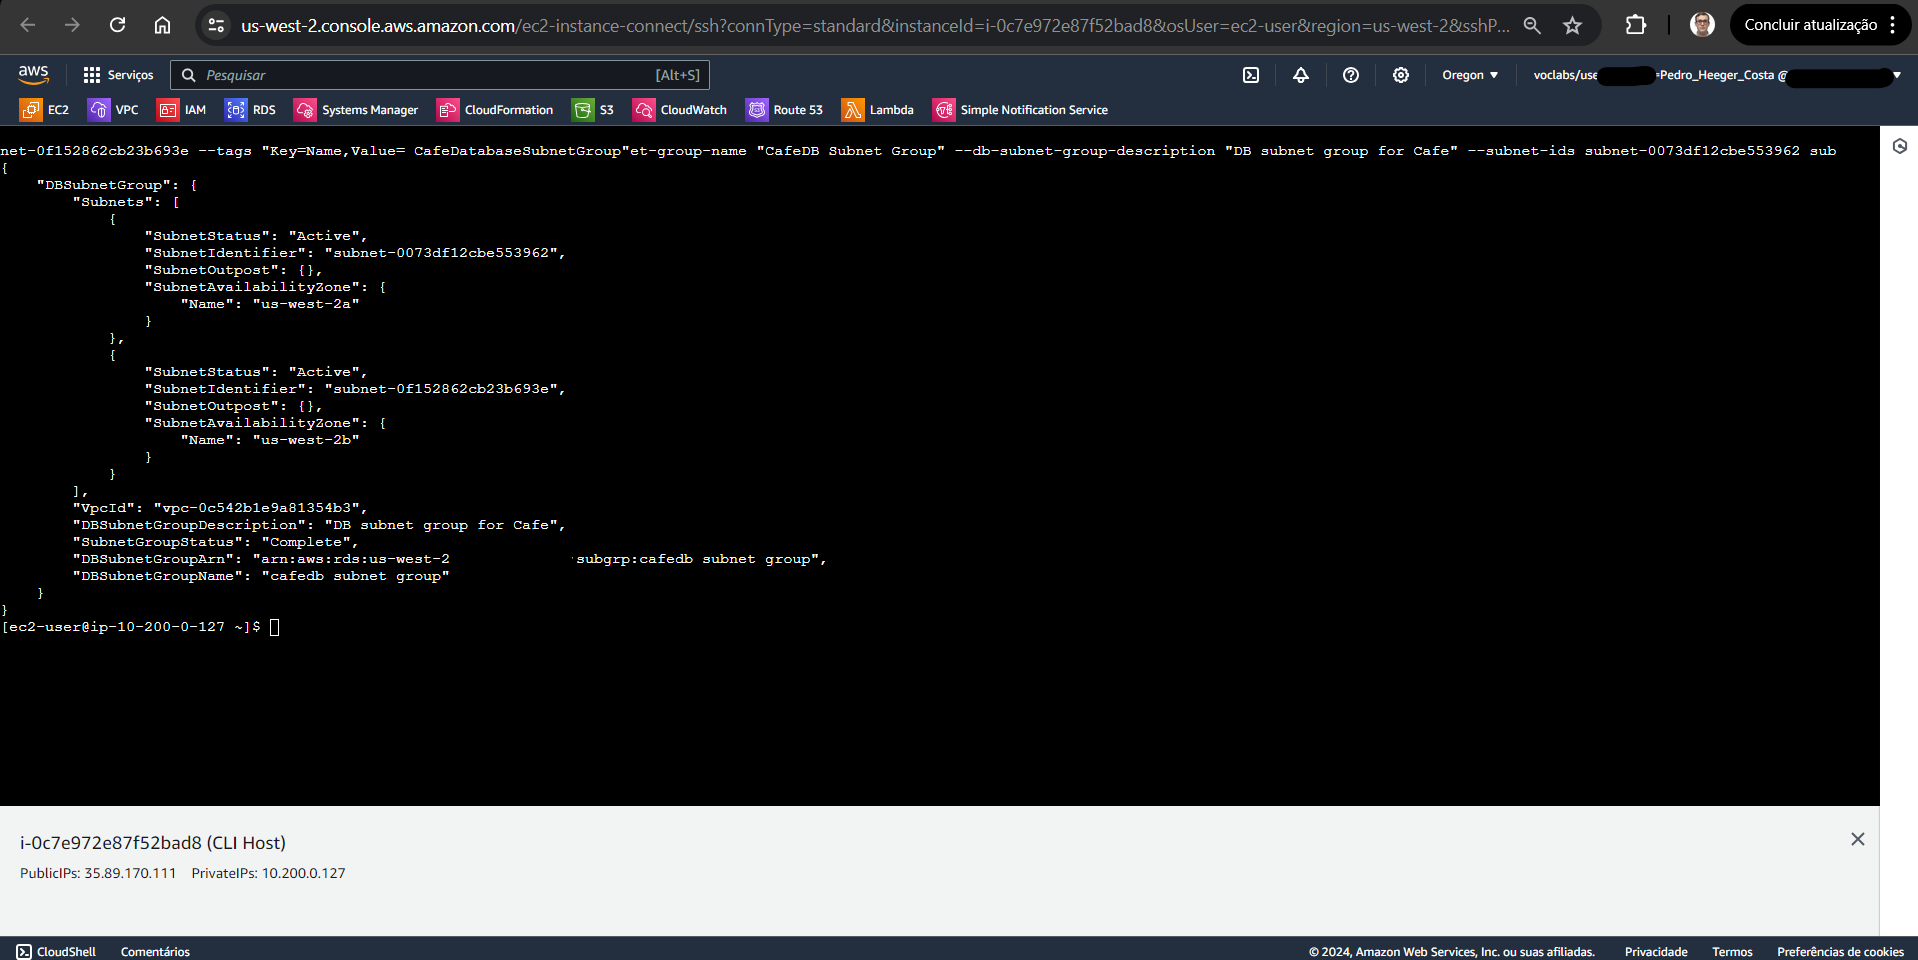 us-west-2.console.aws.amazon.com/ec2-instance-connect/ssh?connType=standard&instanceId=i-0c7e972e87f52bad8&osUser=ec2-user&region=us-west-2&sshP...
Concluir atualização
aws
Serviços
Pesquisar
[Alt+S]
Oregon
voclabs/use
=Pedro_Heeger_Costa @
EC2
VPC
IAM
RDS
Systems Manager
CloudFormation
S3
CloudWatch
Route 53
Lambda
Simple Notification Service
net-0f152862cb23b693e --tags "Key=Name,Value= CafeDatabaseSubnetGroup"et-group-name "CafeDB Subnet Group" --db-subnet-group-description "DB subnet group for Cafe" --subnet-ids subnet-0073df12cbe553962 sub
{
    "DBSubnetGroup": {
        "Subnets": [
            {
                "SubnetStatus": "Active",
                "SubnetIdentifier": "subnet-0073df12cbe553962",
                "SubnetOutpost": {},
                "SubnetAvailabilityZone": {
                    "Name": "us-west-2a"
                }
            },
            {
                "SubnetStatus": "Active",
                "SubnetIdentifier": "subnet-0f152862cb23b693e",
                "SubnetOutpost": {},
                "SubnetAvailabilityZone": {
                    "Name": "us-west-2b"
                }
            }
        ],
        "VpcId": "vpc-0c542b1e9a81354b3",
        "DBSubnetGroupDescription": "DB subnet group for Cafe",
        "SubnetGroupStatus": "Complete",
        "DBSubnetGroupArn": "arn:aws:rds:us-west-2 subgrp:cafedb subnet group",
        "DBSubnetGroupName": "cafedb subnet group"
    }
}
[ec2-user@ip-10-200-0-127 ~]$
i-0c7e972e87f52bad8 (CLI Host)
PublicIPs: 35.89.170.111 PrivateIPs: 10.200.0.127
CloudShell
Comentários
© 2024, Amazon Web Services, Inc. ou suas afiliadas.
Privacidade
Termos
Preferências de cookies